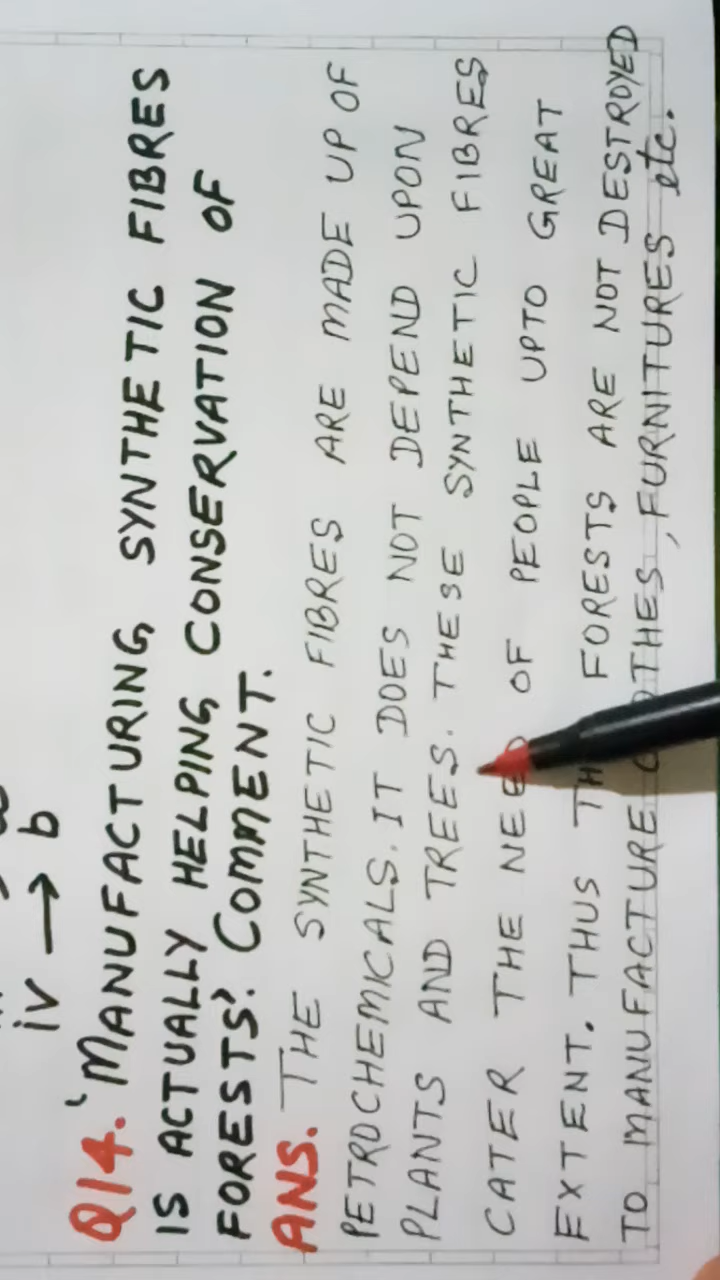 iv → b
Q14. 'MANUFACTURING SYNTHETIC FIBRES
IS ACTUALLY HELPING CONSERVATION OF
FORESTS'. COMMENT.
ANS. THE SYNTHETIC FIBRES ARE MADE UP OF
PETROCHEMICALS. IT DOES NOT DEPEND UPON
PLANTS AND TREES. THESE SYNTHETIC FIBRES
CATER THE NEED OF PEOPLE UPTO GREAT
EXTENT. THUS FORESTS ARE NOT DESTROYED
TO MANUFACTURE CLOTHES, FURNITURES etc.